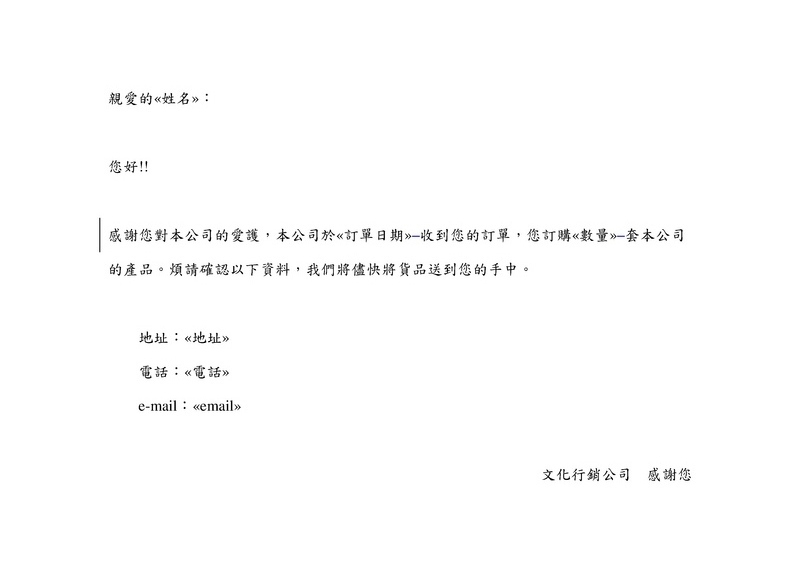 親愛的«姓名»：
您好!!
感謝您對本公司的愛護，本公司於«訂單日期» 收到您的訂單，您訂購«數量» 套本公司
的產品。煩請確認以下資料，我們將儘快將貨品送到您的手中。
地址：«地址»
電話：«電話»
e-mail：«email»
文化行銷公司　感謝您